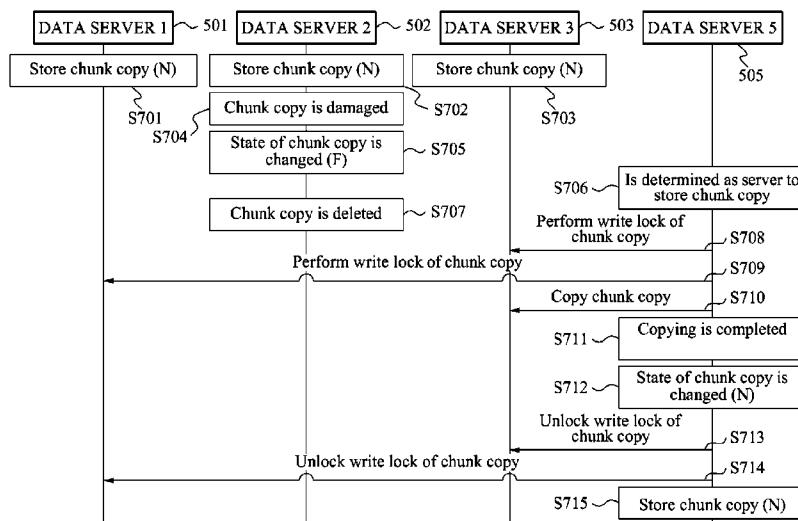 DATA SERVER 1
501
DATA SERVER 2
502
DATA SERVER 3
503
DATA SERVER 5
505
Store chunk copy (N)
Store chunk copy (N)
Store chunk copy (N)
S701
S702
S703
S704
Chunk copy is damaged
State of chunk copy is
changed (F)
S705
S706
Is determined as server to
store chunk copy
Chunk copy is deleted
S707
Perform write lock of
chunk copy
S708
Perform write lock of chunk copy
S709
Copy chunk copy
S710
S711
Copying is completed
S712
State of chunk copy is
changed (N)
Unlock write lock of
chunk copy
S713
Unlock write lock of chunk copy
S714
S715
Store chunk copy (N)